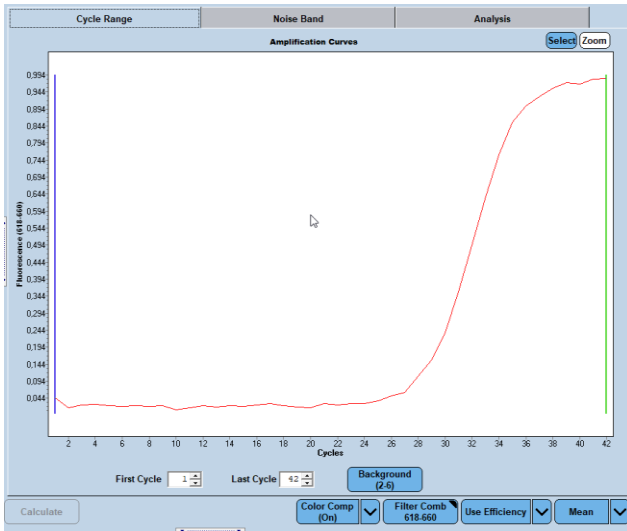 Cycle Range Noise Band Analysis
Amplification Curves
Select Zoom
Fluorescence (618-660)
0,994
0,944
0,894
0,844
0,794
0,744
0,694
0,644
0,594
0,544
0,494
0,444
0,394
0,344
0,294
0,244
0,194
0,144
0,094
0,044
2 4 6 8 10 12 14 16 18 20 22 24 26 28 30 32 34 36 38 40 42
Cycles
First Cycle 1 Last Cycle 42 Background
(2-6)
Calculate Color Comp
(On) Filter Comb
618-660 Use Efficiency Mean